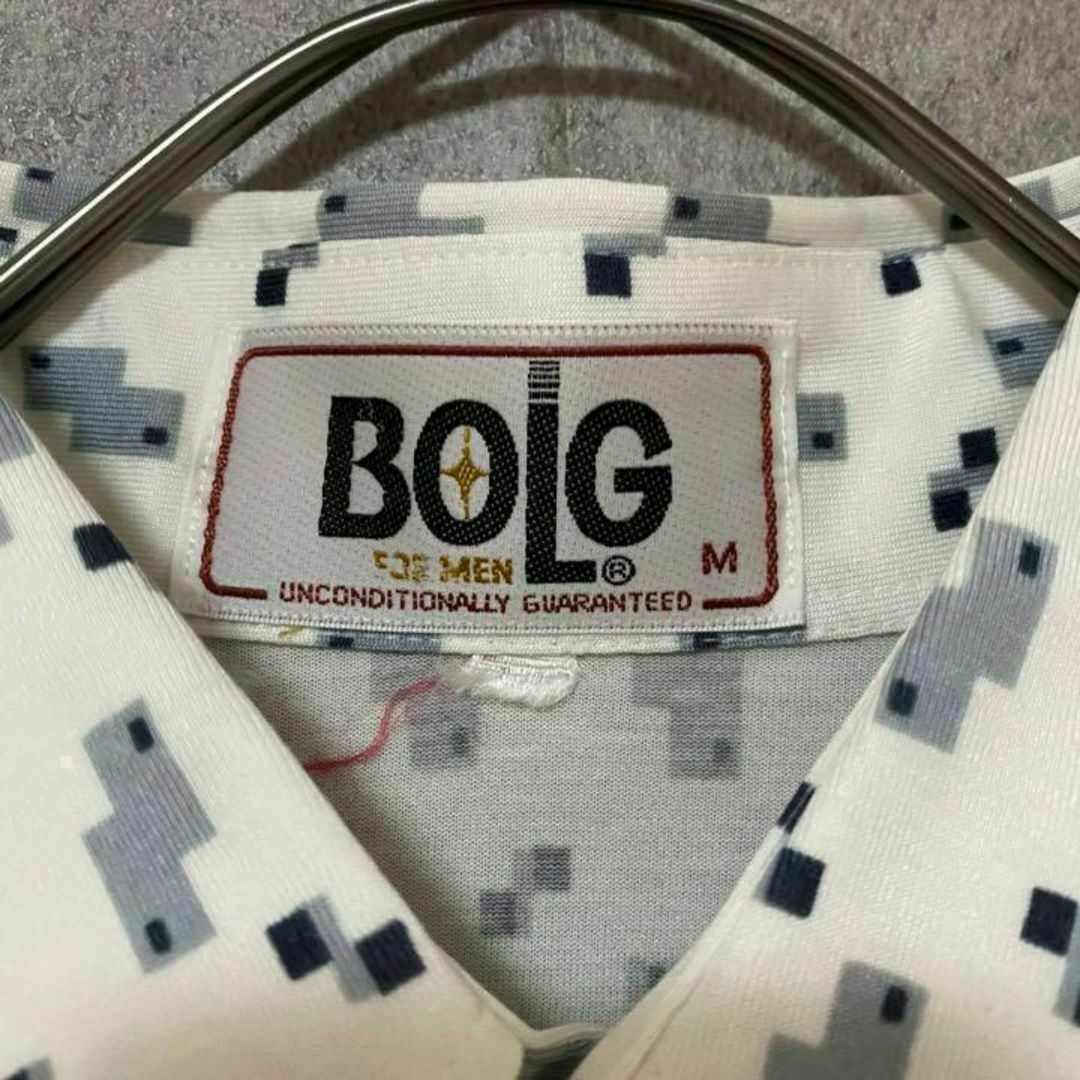 BOLG
FOR MEN ® M
UNCONDITIONALLY GUARANTEED